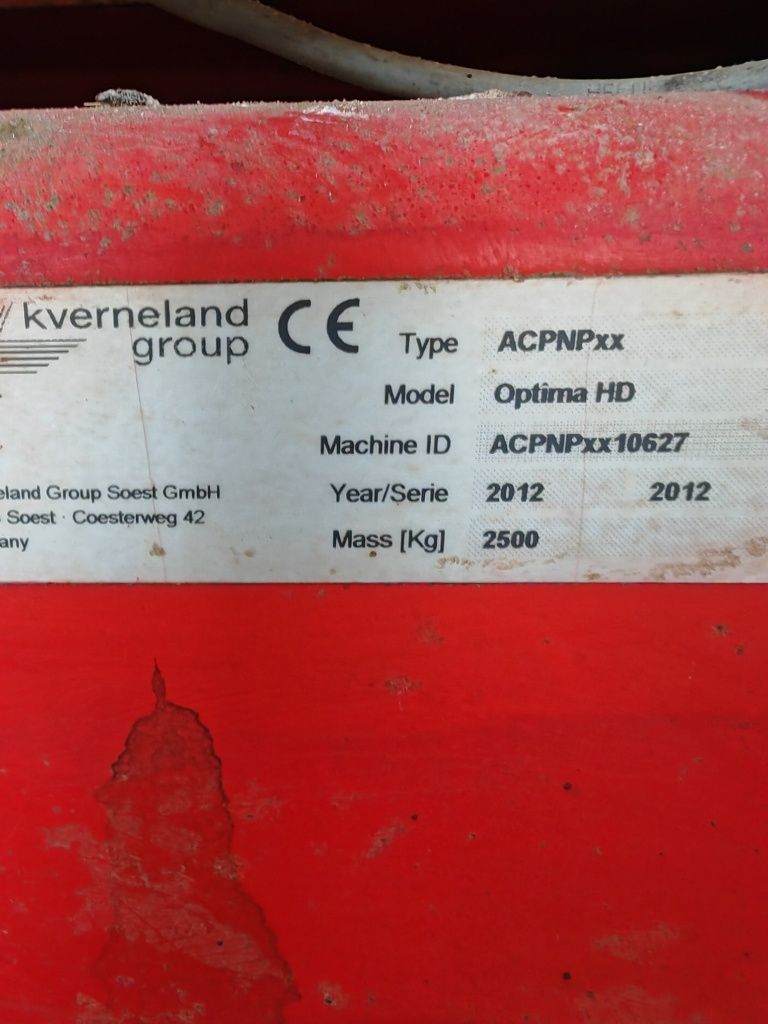 kverneland
group
CE
Type ACPNPxx
Model Optima HD
Machine ID ACPNPxx10627
eland Group Soest GmbH
Year/Serie 2012 2012
Soest · Coesterweg 42
any
Mass [Kg] 2500